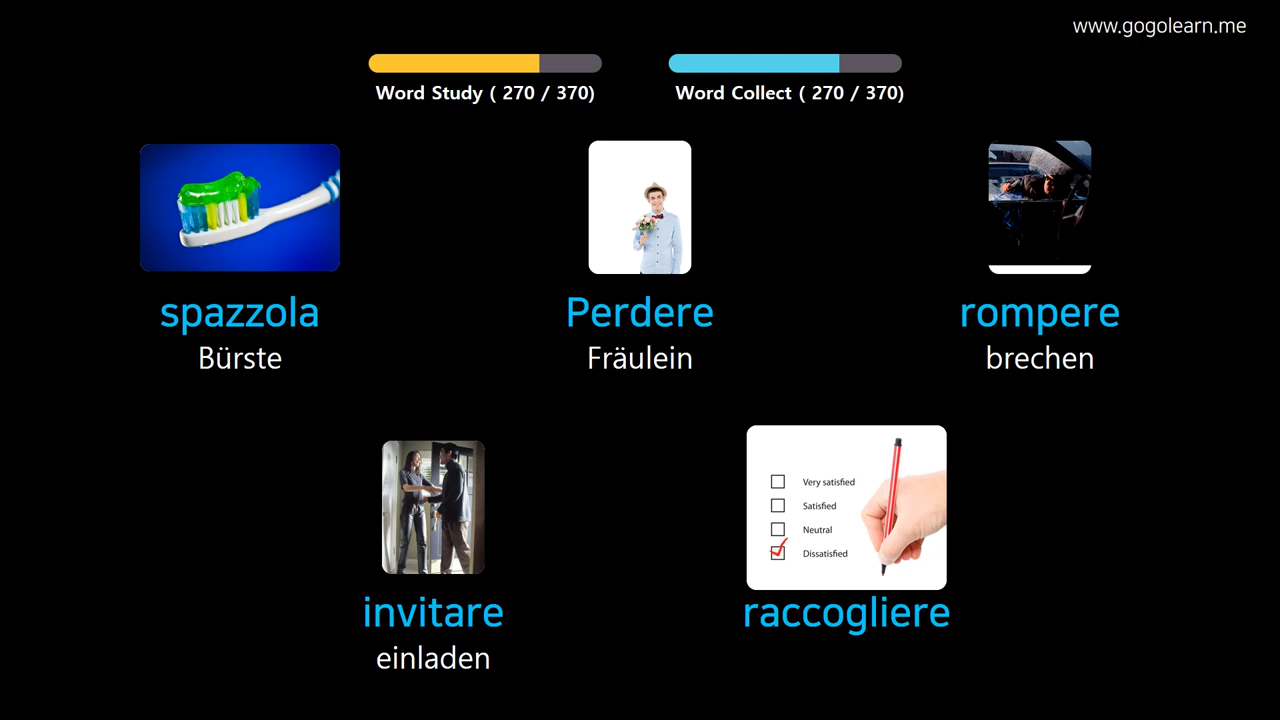 www.gogolearn.me
Word Study ( 270 / 370)
Word Collect ( 270 / 370)
spazzola
Bürste
Perdere
Fräulein
rompere
brechen
invitare
einladen
Very satisfied
Satisfied
Neutral
Dissatisfied
raccogliere